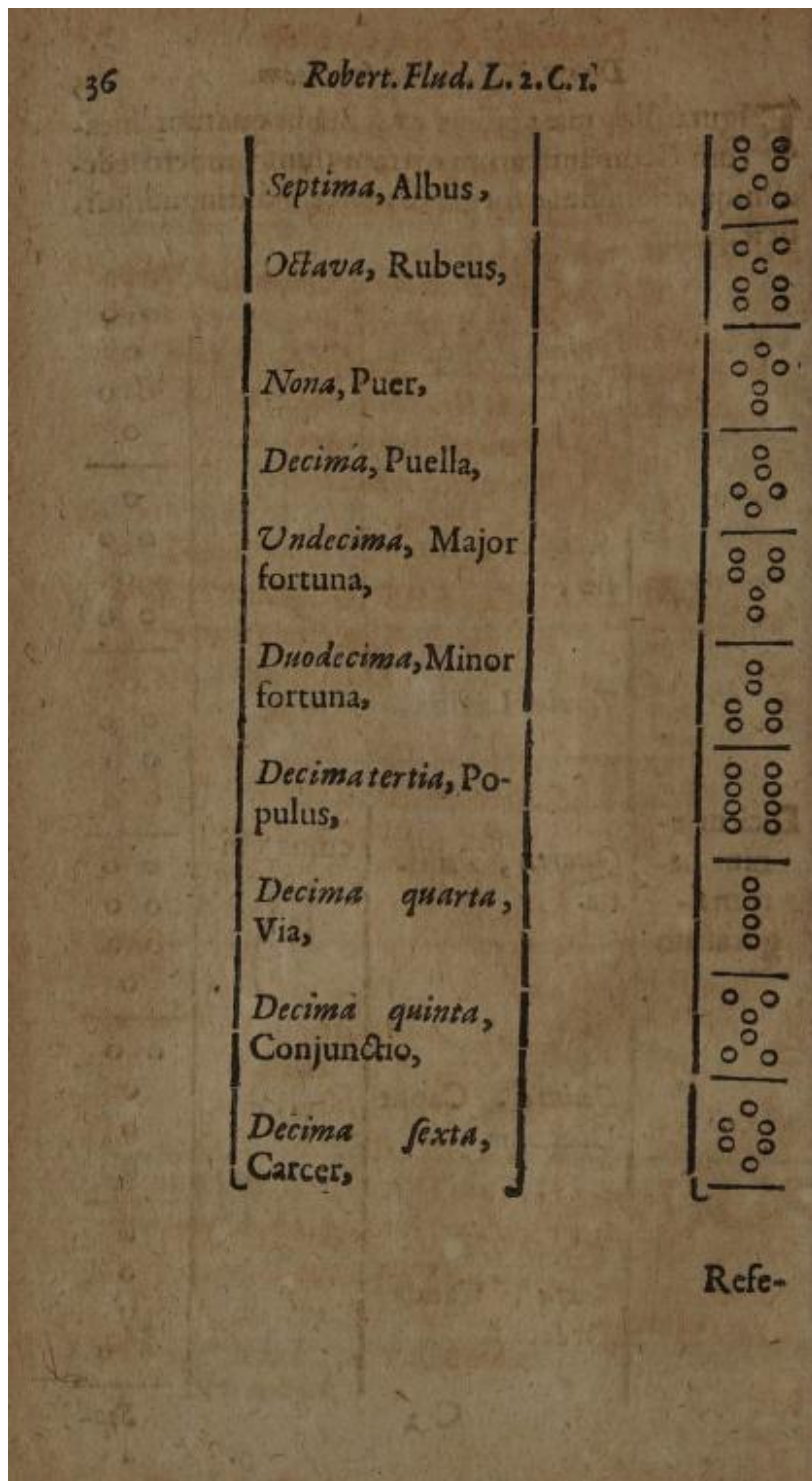 36 Robert. Flud. L. 2. C. 1.
Septima, Albus,
Octava, Rubeus,
Nona, Puer,
Decima, Puella,
Undecima, Major
fortuna,
Duodecima, Minor
fortuna,
Decima tertia, Po-
pulus,
Decima quarta,
Via,
Decima quinta,
Conjunctio,
Decima ſexta,
Carcer,
Refe-